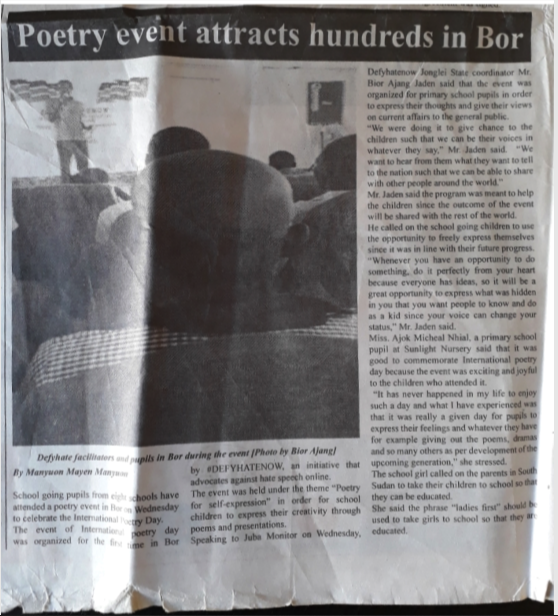 Poetry event attracts hundreds in Bor
Defyhate facilitators and pupils in Bor during the event [Photo by Bior Ajang]
By Manyuon Mayen Manyuon
School going pupils from eight schools have
attended a poetry event in Bor on Wednesday
to celebrate the International Poetry Day.
The event of International poetry day
was organized for the first time in Bor
by #DEFYHATENOW, an initiative that
advocates against hate speech online.
The event was held under the theme "Poetry
for self-expression" in order for school
children to express their creativity through
poems and presentations.
Speaking to Juba Monitor on Wednesday,
Defyhatenow Jonglei State coordinator Mr.
Bior Ajang Jaden said that the event was
organized for primary school pupils in order
to express their thoughts and give their views
on current affairs to the general public.
"We were doing it to give chance to the
children such that we can be their voices in
whatever they say," Mr. Jaden said. "We
want to hear from them what they want to tell
to the nation such that we can be able to share
with other people around the world."
Mr. Jaden said the program was meant to help
the children since the outcome of the event
will be shared with the rest of the world.
He called on the school going children to use
the opportunity to freely express themselves
since it was in line with their future progress.
"Whenever you have an opportunity to do
something, do it perfectly from your heart
because everyone has ideas, so it will be a
great opportunity to express what was hidden
in you that you want people to know and do
as a kid since your voice can change your
status," Mr. Jaden said.
Miss. Ajok Micheal Nhial, a primary school
pupil at Sunlight Nursery said that it was
good to commemorate International poetry
day because the event was exciting and joyful
to the children who attended it.
"It has never happened in my life to enjoy
such a day and what I have experienced was
that it was really a given day for pupils to
express their feelings and whatever they have
for example giving out the poems, dramas
and so many others as per development of the
upcoming generation," she stressed.
The school girl called on the parents in South
Sudan to take their children to school so that
they can be educated.
She said the phrase "ladies first" should be
used to take girls to school so that they are
educated.